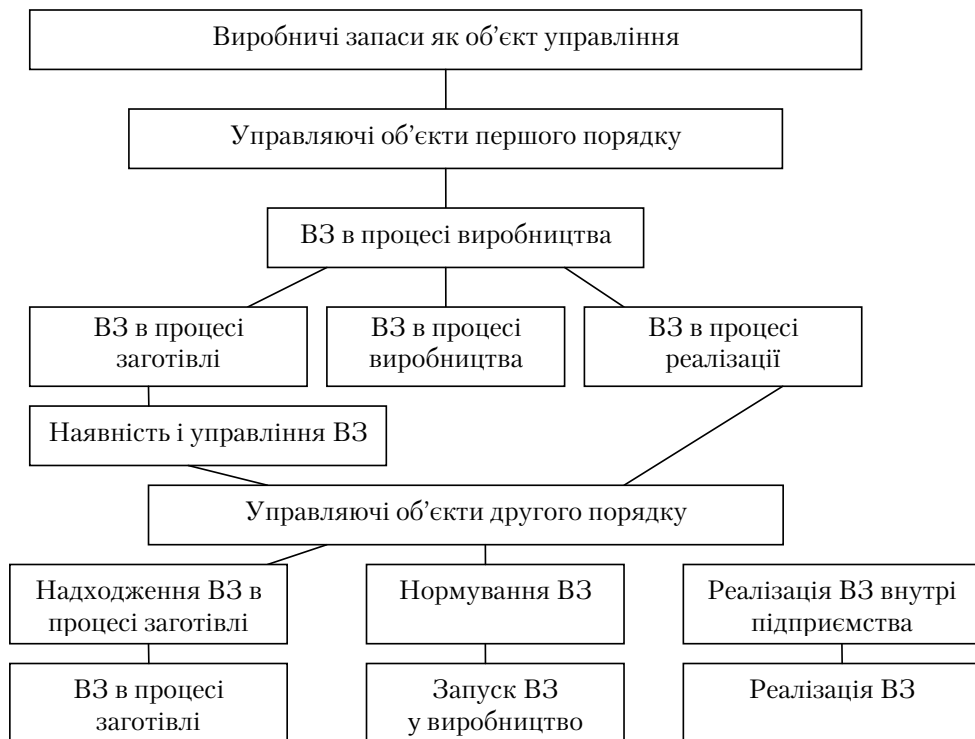 Виробничі запаси як об’єкт управління
Управляючі об’єкти першого порядку
ВЗ в процесі виробництва
ВЗ в процесі
заготівлі
ВЗ в процесі
виробництва
ВЗ в процесі
реалізації
Наявність і управління ВЗ
Управляючі об’єкти другого порядку
Надходження ВЗ в
процесі заготівлі
Нормування ВЗ
Реалізація ВЗ внутрі
підприємства
ВЗ в процесі
заготівлі
Запуск ВЗ
у виробництво
Реалізація ВЗ